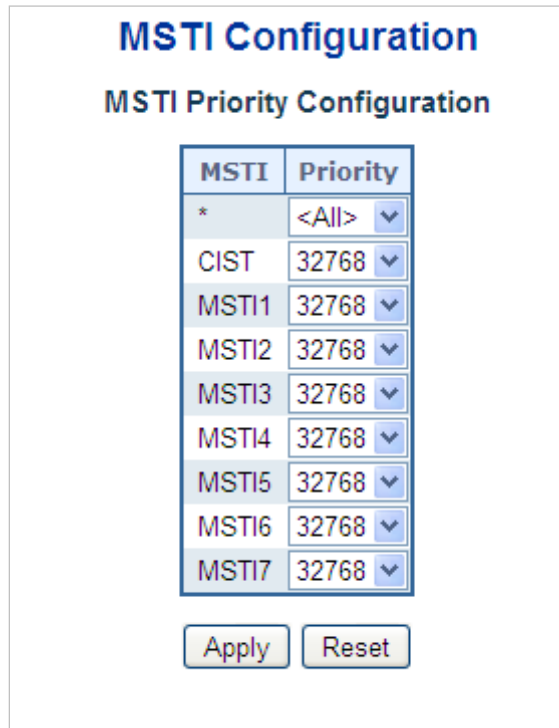 MSTI Configuration
MSTI Priority Configuration
MSTI Priority
* <All>
CIST 32768
MSTI1 32768
MSTI2 32768
MSTI3 32768
MSTI4 32768
MSTI5 32768
MSTI6 32768
MSTI7 32768
Apply Reset